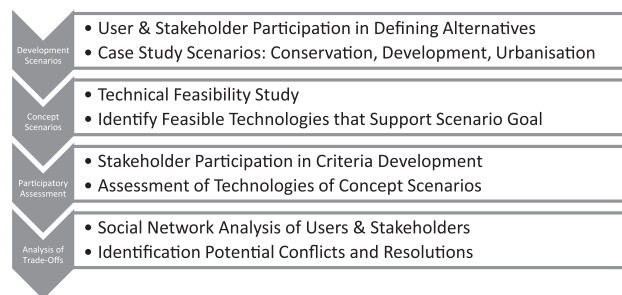 Development
Scenarios
• User & Stakeholder Participation in Defining Alternatives
• Case Study Scenarios: Conservation, Development, Urbanisation
Concept
Scenarios
• Technical Feasibility Study
• Identify Feasible Technologies that Support Scenario Goal
Participatory
Assessment
• Stakeholder Participation in Criteria Development
• Assessment of Technologies of Concept Scenarios
Analysis of
Trade-Offs
• Social Network Analysis of Users & Stakeholders
• Identification Potential Conflicts and Resolutions